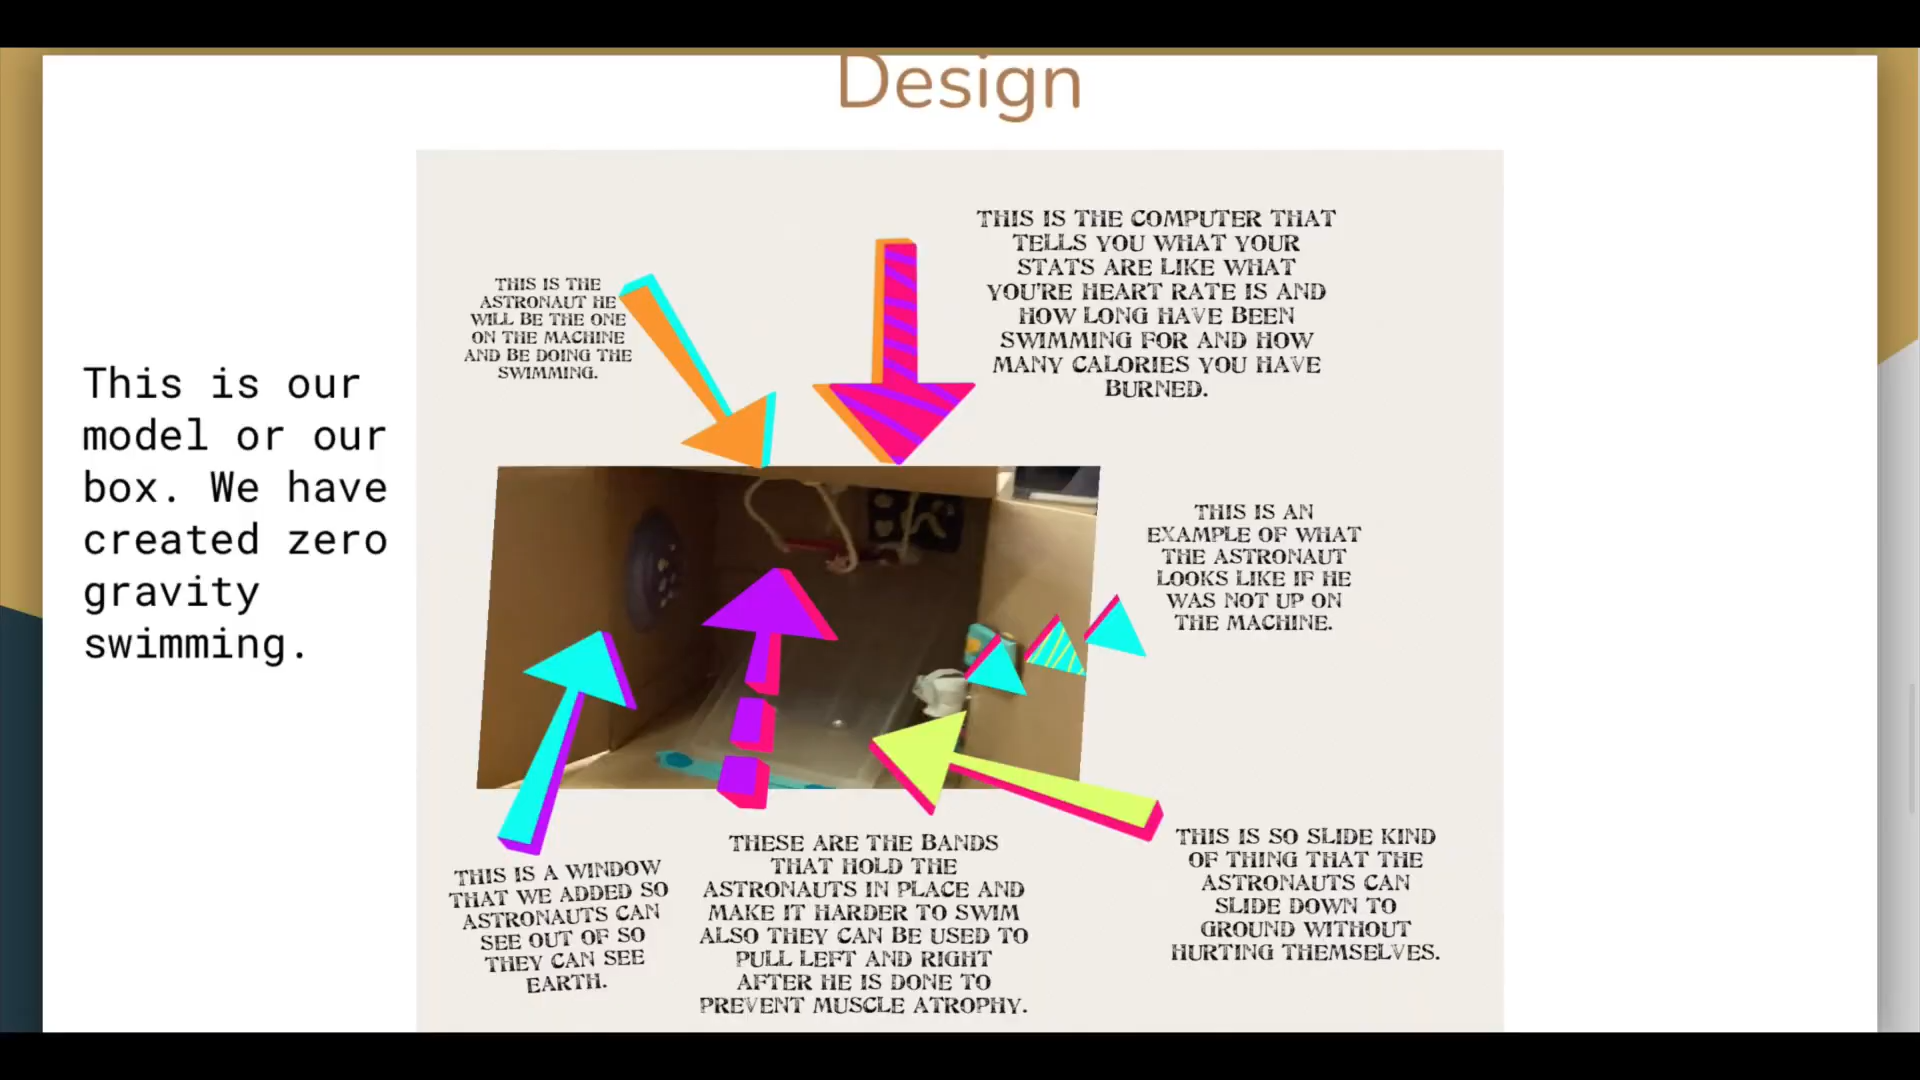 Design
This is our
model or our
box. We have
created zero
gravity
swimming.
THIS IS THE
ASTRONAUT HE
WILL BE THE ONE
ON THE MACHINE
AND BE DOING THE
SWIMMING.
THIS IS THE COMPUTER THAT
TELLS YOU WHAT YOUR
STATS ARE LIKE WHAT
YOU'RE HEART RATE IS AND
HOW LONG HAVE BEEN
SWIMMING FOR AND HOW
MANY CALORIES YOU HAVE
BURNED.
THIS IS AN
EXAMPLE OF WHAT
THE ASTRONAUT
LOOKS LIKE IF HE
WAS NOT UP ON
THE MACHINE.
THIS IS A WINDOW
THAT WE ADDED SO
ASTRONAUTS CAN
SEE OUT OF SO
THEY CAN SEE
EARTH.
THESE ARE THE BANDS
THAT HOLD THE
ASTRONAUTS IN PLACE AND
MAKE IT HARDER TO SWIM
ALSO THEY CAN BE USED TO
PULL LEFT AND RIGHT
AFTER HE IS DONE TO
PREVENT MUSCLE ATROPHY.
THIS IS SO SLIDE KIND
OF THING THAT THE
ASTRONAUTS CAN
SLIDE DOWN TO
GROUND WITHOUT
HURTING THEMSELVES.